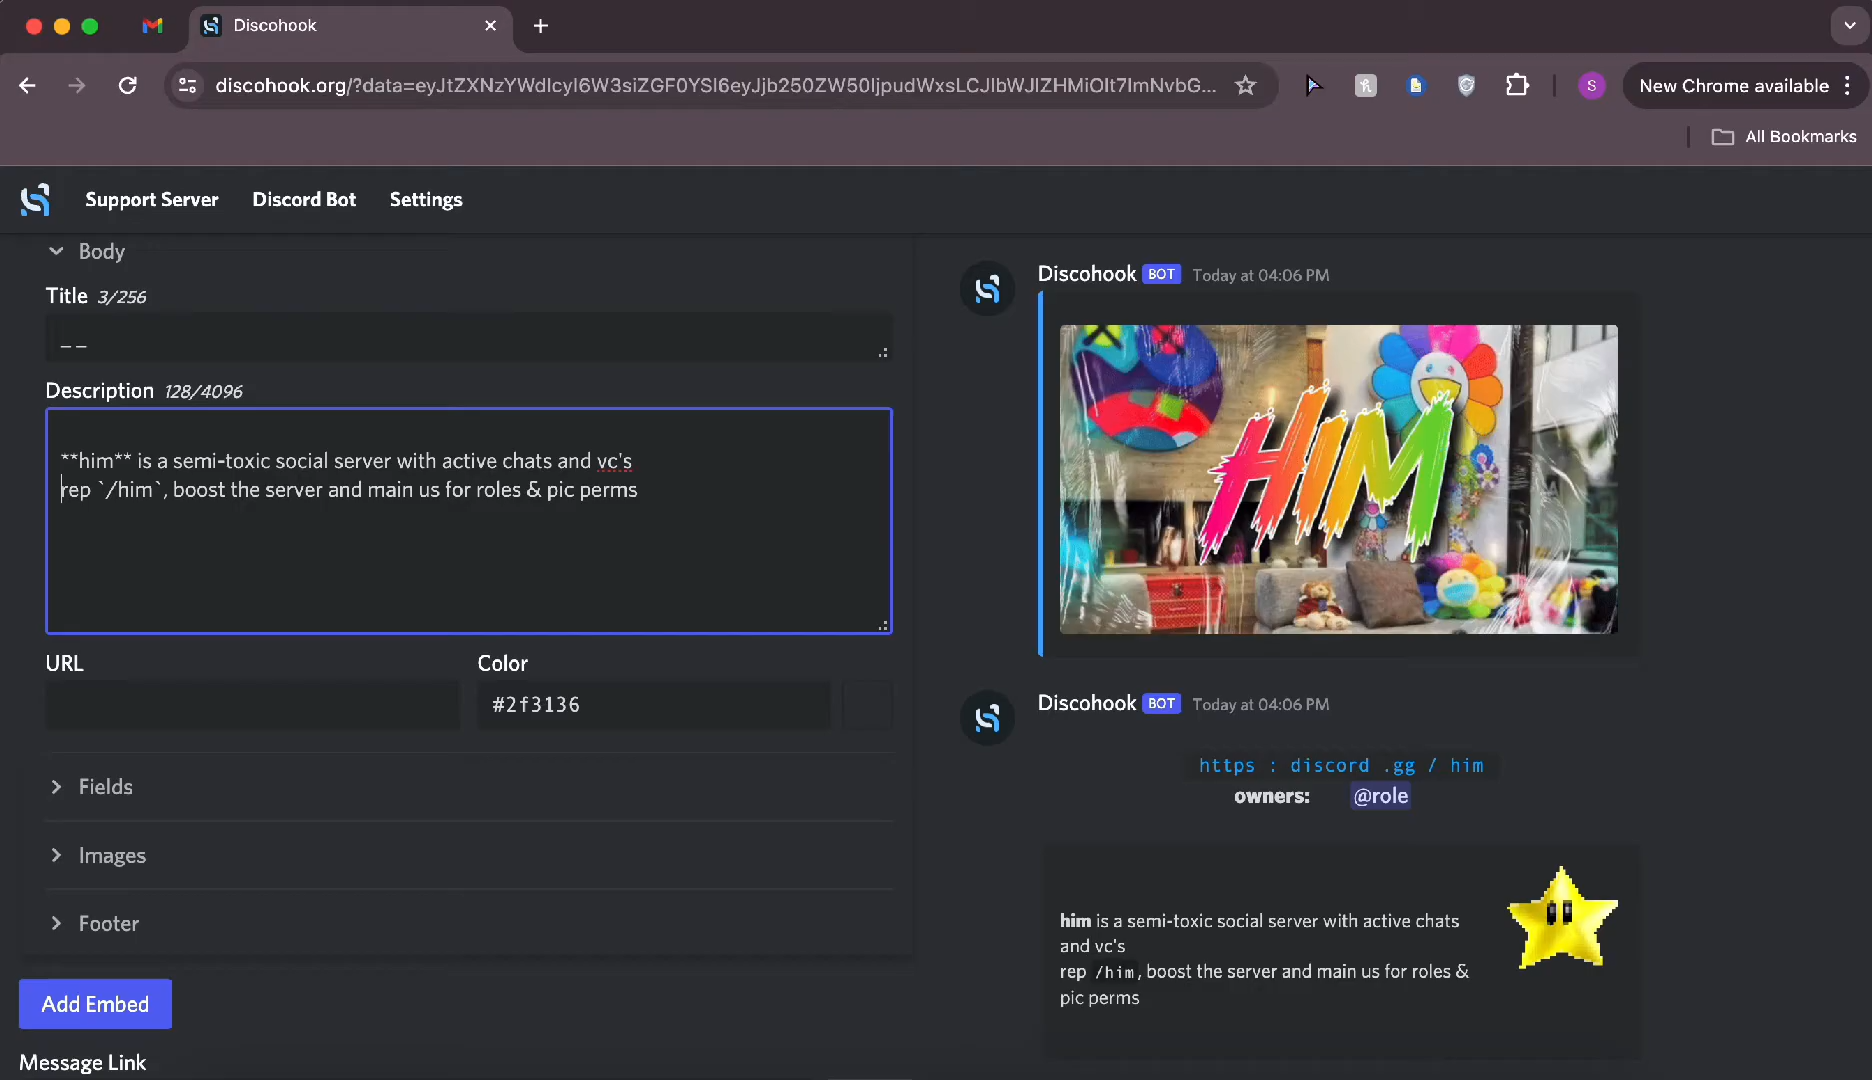 Discohook
discohook.org/?data=eyJtZXNzYWdlcyI6W3siZGF0YSI6eyJjb250ZW50IjpudWxsLCJlbWJlZHMiOlt7ImNvbG...
S
New Chrome available
All Bookmarks
Support Server
Discord Bot
Settings
Body
Title 3/256
_ _
Description 128/4096
**him** is a semi-toxic social server with active chats and vc's
rep `/him`, boost the server and main us for roles & pic perms
URL
Color
#2f3136
Fields
Images
Footer
Add Embed
Message Link
Discohook BOT Today at 04:06 PM
HIM
Discohook BOT Today at 04:06 PM
https : discord .gg / him
owners: @role
him is a semi-toxic social server with active chats
and vc's
rep /him, boost the server and main us for roles &
pic perms